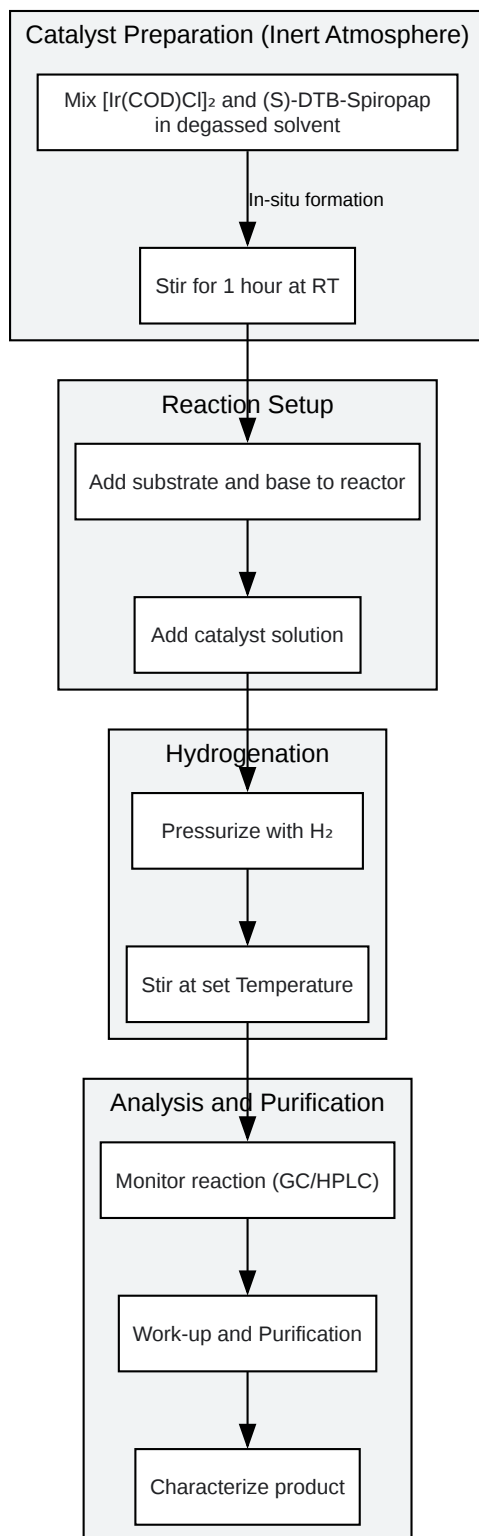 Catalyst Preparation (Inert Atmosphere)
Mix [Ir(COD)Cl]₂ and (S)-DTB-Spiropap
in degassed solvent
In-situ formation
Stir for 1 hour at RT
Reaction Setup
Add substrate and base to reactor
Add catalyst solution
Hydrogenation
Pressurize with H₂
Stir at set Temperature
Analysis and Purification
Monitor reaction (GC/HPLC)
Work-up and Purification
Characterize product